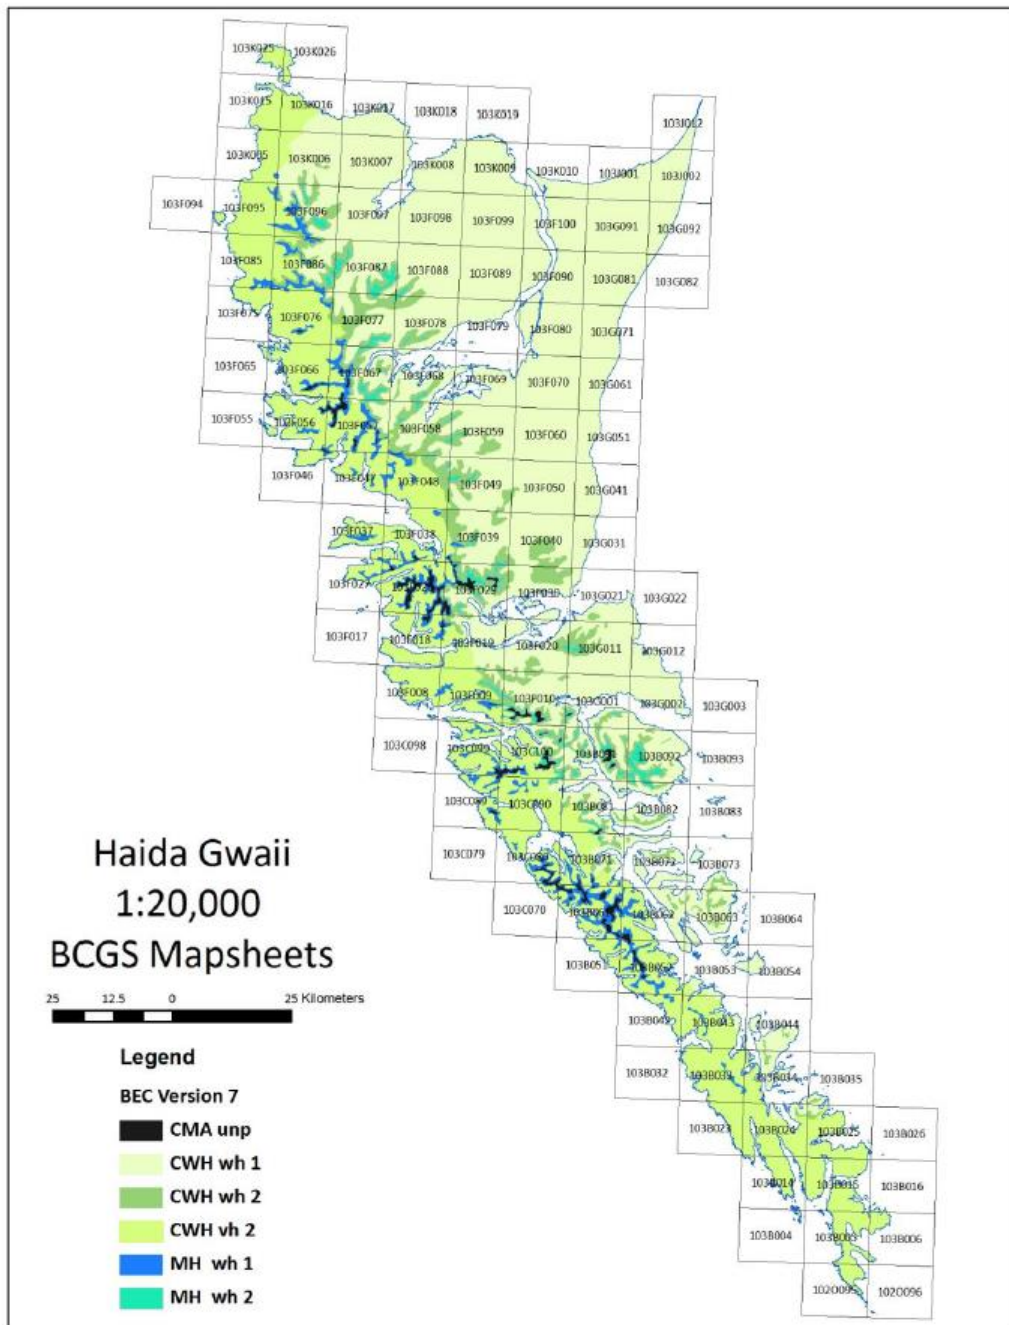 103K025 103K026
103K015 103K016 103K017 103K018 103K019
103J012
103K005 103K006 103K007 103K008 103K009 103K010 103J001 103J002
103F094 103F095 103F096 103F097 103F098 103F099 103F100 103G091 103G092
103F085 103F086 103F087 103F088 103F089 103F090 103G081 103G082
103F075 103F076 103F077 103F078 103F079 103F080 103G071
103F065 103F066 103F067 103F068 103F069 103F070 103G061
103F055 103F056 103F057 103F058 103F059 103F060 103G051
103F046 103F047 103F048 103F049 103F050 103G041
103F037 103F038 103F039 103F040 103G031
103F027 103F029 103F030 103G021 103G022
103F017 103F018 103F019 103F020 103G011 103G012
103F008 103F009 103F010 103G001 103G002 103G003
103C098 103C099 103C100 103B091 103B092 103B093
103C089 103C090 103B081 103B082 103B083
103C079 103B071 103B072 103B073
103C070 103B062 103B063 103B064
103B051 103B052 103B053 103B054
103B042 103B043 103B044
103B032 103B033 103B034 103B035
103B023 103B024 103B025 103B026
103B014 103B015 103B016
103B004 103B005 103B006
102O095 102O096
Haida Gwaii
1:20,000
BCGS Mapsheets
25 12.5 0 25 Kilometers
Legend
BEC Version 7
CMA unp
CWH wh 1
CWH wh 2
CWH vh 2
MH wh 1
MH wh 2